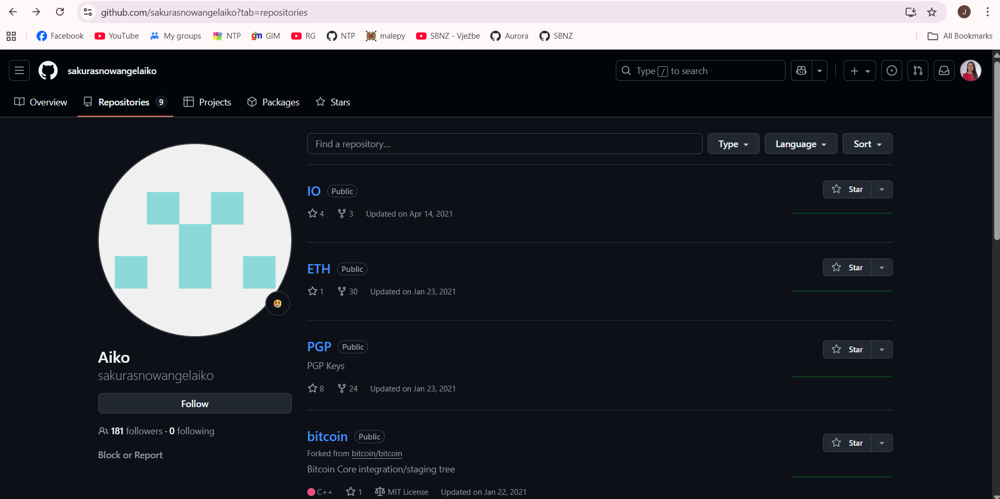 github.com/sakurasnowangelaiko?tab=repositories
J
Facebook YouTube My groups NTP GIM RG NTP malepy SBNZ - Vježbe Aurora SBNZ All Bookmarks
sakurasnowangelaiko
Type / to search
Overview Repositories 9 Projects Packages Stars
Find a repository...
Type Language Sort
IO Public
Star
4 3 Updated on Apr 14, 2021
ETH Public
Star
1 30 Updated on Jan 23, 2021
PGP Public
Star
PGP Keys
8 24 Updated on Jan 23, 2021
bitcoin Public
Star
Forked from bitcoin/bitcoin
Bitcoin Core integration/staging tree
C++ 1 MIT License Updated on Jan 22, 2021
Aiko
sakurasnowangelaiko
Follow
181 followers · 0 following
Block or Report